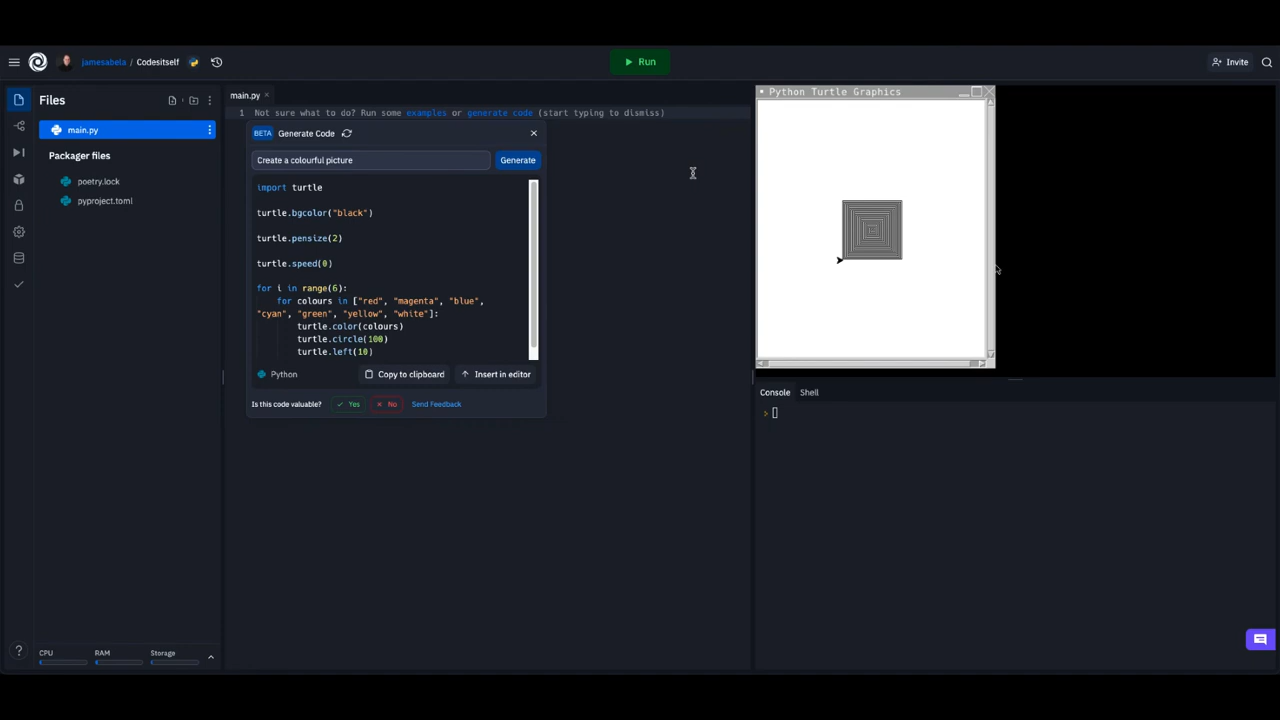 jamesabela / Codesitself
Run
Invite
Files
main.py
Packager files
poetry.lock
pyproject.toml
CPU
RAM
Storage
main.py
1 Not sure what to do? Run some examples or generate code (start typing to dismiss)
BETA Generate Code
Create a colourful picture
Generate
import turtle
turtle.bgcolor("black")
turtle.pensize(2)
turtle.speed(0)
for i in range(6):
for colours in ["red", "magenta", "blue",
"cyan", "green", "yellow", "white"]:
turtle.color(colours)
turtle.circle(100)
turtle.left(10)
Python
Copy to clipboard
Insert in editor
Is this code valuable?
Yes
No
Send Feedback
Python Turtle Graphics
Console
Shell